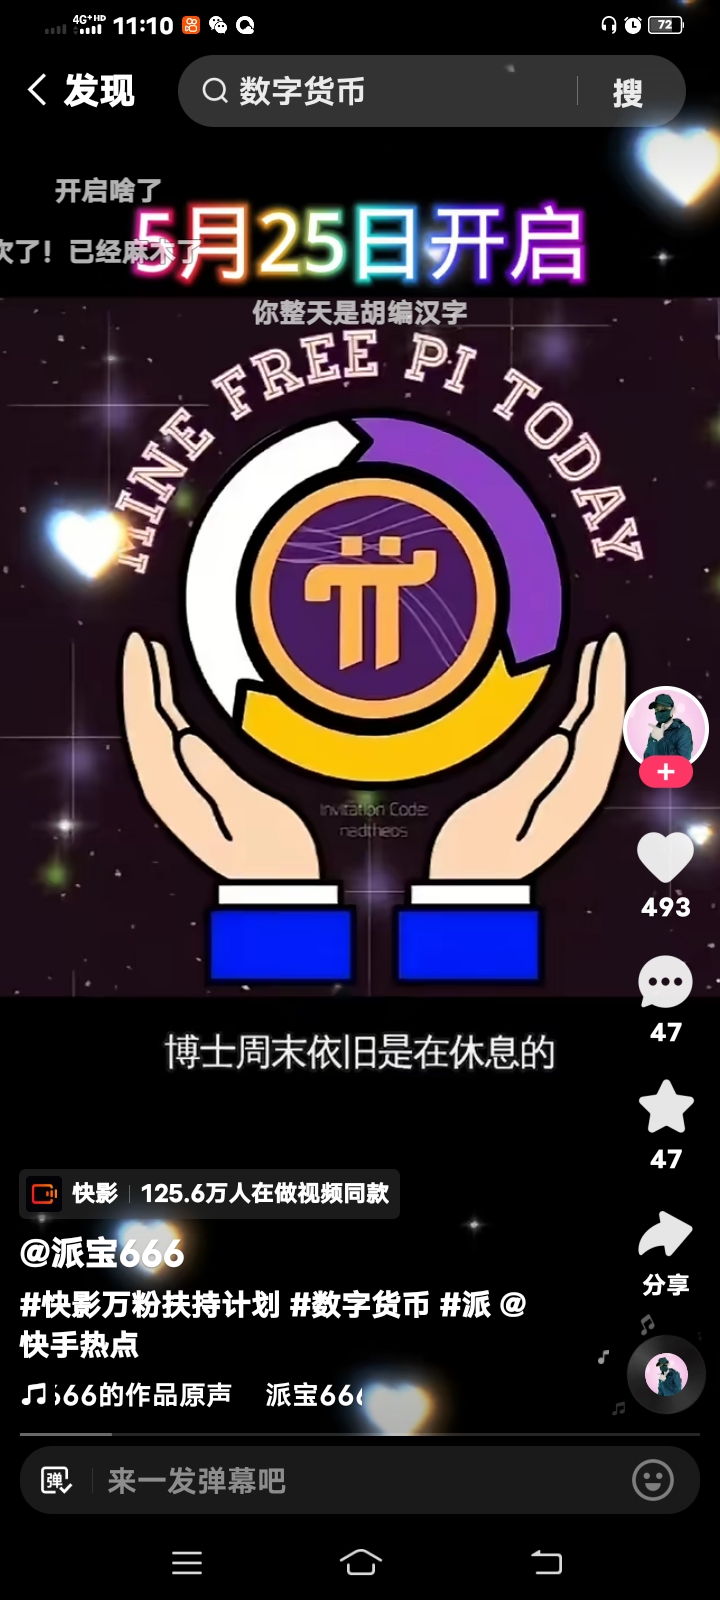 4G+HD 11:10 72
发现 数字货币 搜
开启啥了
5月25日开启
次了！已经麻木了
你整天是胡编汉字
MINE FREE PI TODAY
Invitation Code:
nadtheos
493
47
博士周末依旧是在休息的
47
快影 125.6万人在做视频同款
@派宝666
分享
#快影万粉扶持计划 #数字货币 #派 @
快手热点
666的作品原声 派宝666
弹 来一发弹幕吧